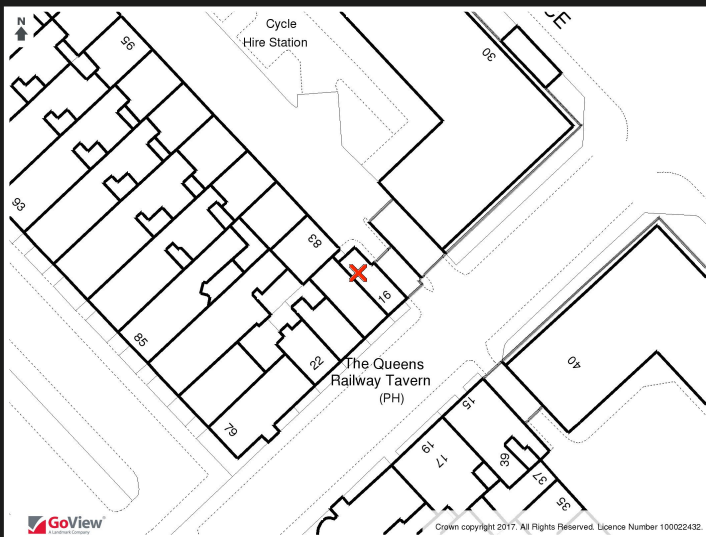 N
Cycle
Hire Station
CE
95
30
93
83
16
85
22
The Queens
Railway Tavern
(PH)
40
79
15
19
17
39
37
35
GoView
A Landmark Company
Crown copyright 2017. All Rights Reserved. Licence Number 100022432.